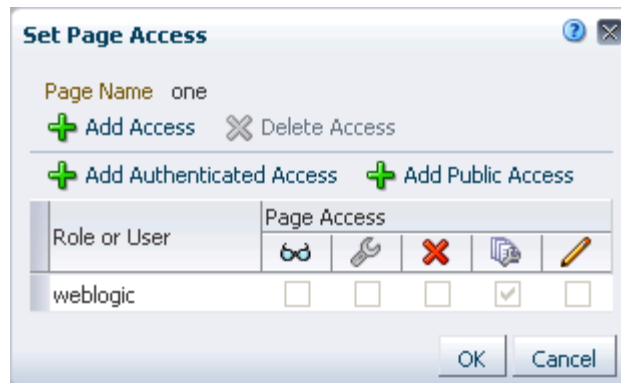 Set Page Access
Page Name one
Add Access Delete Access
Add Authenticated Access Add Public Access
Role or User
Page Access
weblogic
OK Cancel